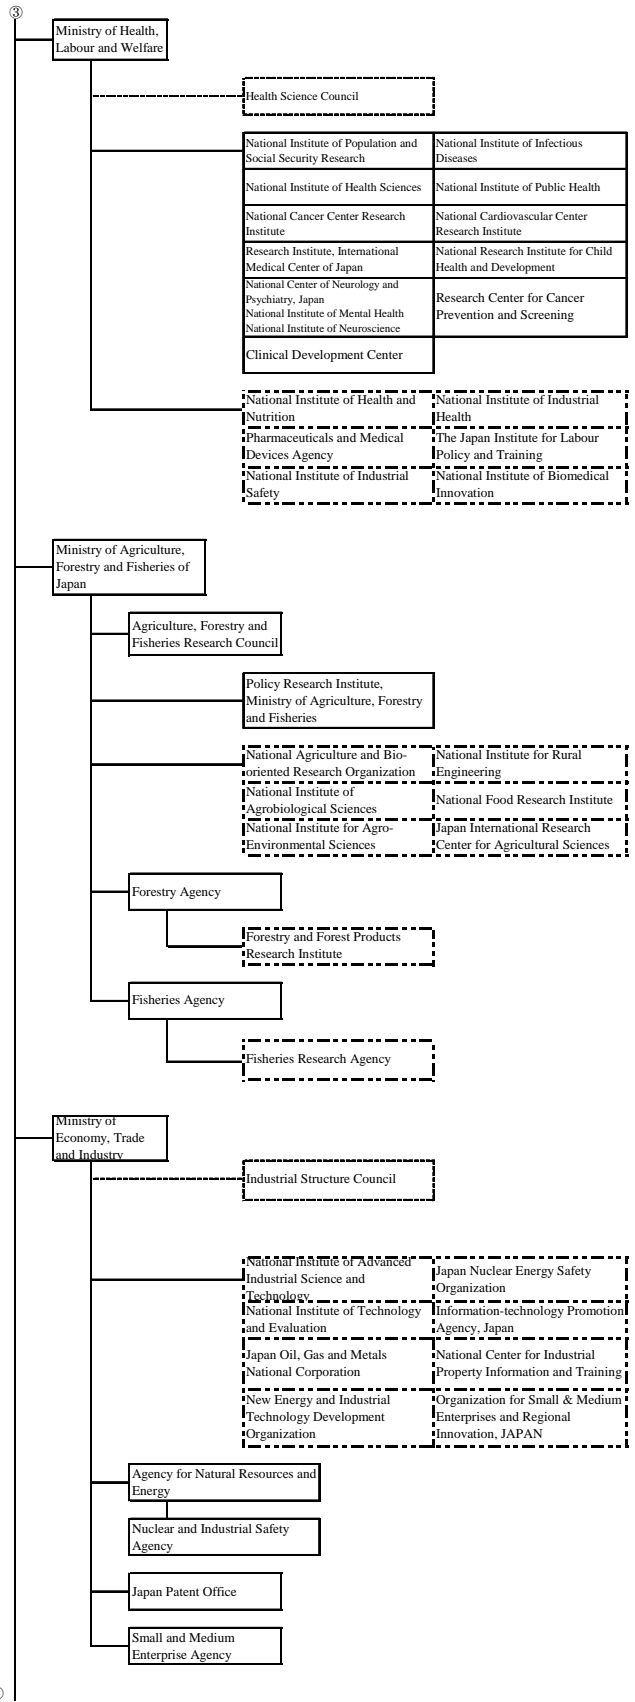 ③
Ministry of Health,
Labour and Welfare
Health Science Council
National Institute of Population and
Social Security Research
National Institute of Infectious
Diseases
National Institute of Health Sciences
National Institute of Public Health
National Cancer Center Research
Institute
National Cardiovascular Center
Research Institute
Research Institute, International
Medical Center of Japan
National Research Institute for Child
Health and Development
National Center of Neurology and
Psychiatry, Japan
National Institute of Mental Health
National Institute of Neuroscience
Research Center for Cancer
Prevention and Screening
Clinical Development Center
National Institute of Health and
Nutrition
National Institute of Industrial
Health
Pharmaceuticals and Medical
Devices Agency
The Japan Institute for Labour
Policy and Training
National Institute of Industrial
Safety
National Institute of Biomedical
Innovation
Ministry of Agriculture,
Forestry and Fisheries of
Japan
Agriculture, Forestry and
Fisheries Research Council
Policy Research Institute,
Ministry of Agriculture, Forestry
and Fisheries
National Agriculture and Bio-
oriented Research Organization
National Institute for Rural
Engineering
National Institute of
Agrobiological Sciences
National Food Research Institute
National Institute for Agro-
Environmental Sciences
Japan International Research
Center for Agricultural Sciences
Forestry Agency
Forestry and Forest Products
Research Institute
Fisheries Agency
Fisheries Research Agency
Ministry of
Economy, Trade
and Industry
Industrial Structure Council
National Institute of Advanced
Industrial Science and
Technology
Japan Nuclear Energy Safety
Organization
National Institute of Technology
and Evaluation
Information-technology Promotion
Agency, Japan
Japan Oil, Gas and Metals
National Corporation
National Center for Industrial
Property Information and Training
New Energy and Industrial
Technology Development
Organization
Organization for Small & Medium
Enterprises and Regional
Innovation, JAPAN
Agency for Natural Resources and
Energy
Nuclear and Industrial Safety
Agency
Japan Patent Office
Small and Medium
Enterprise Agency